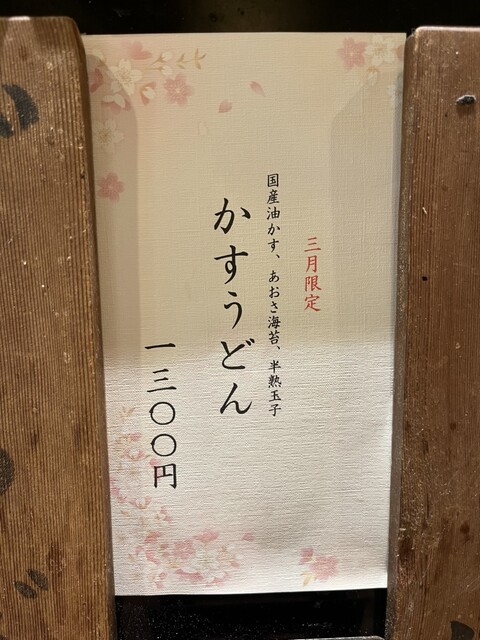 三月限定
国産油かす、あおさ海苔、半熟玉子
かすうどん
一三〇〇円